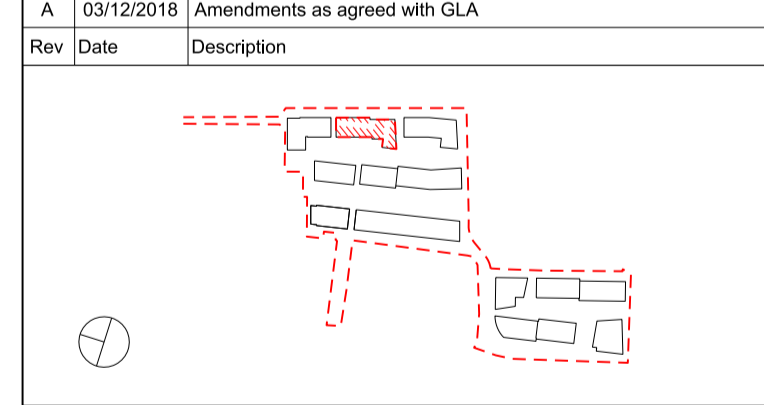 A 03/12/2018 Amendments as agreed with GLA
Rev Date Description